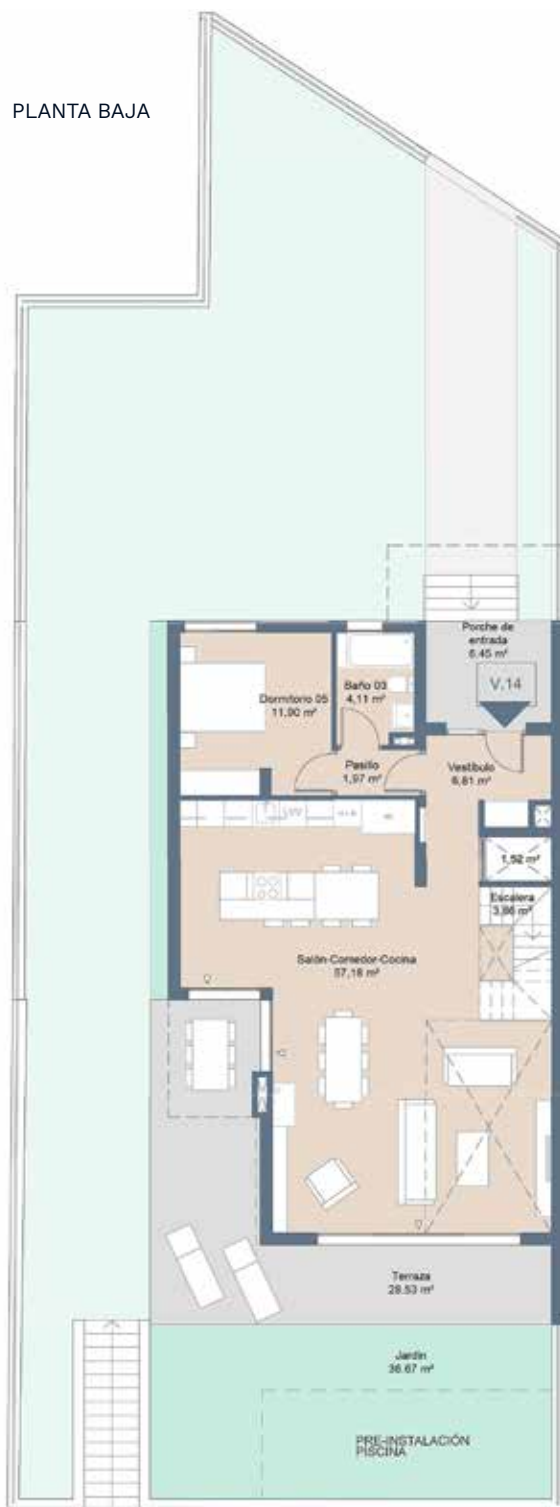 PLANTA BAJA
Porche de
entrada
6.45 m²
V.14
Dormitorio 05
11,90 m²
Baño 03
4,11 m²
Pasillo
1,97 m²
Vestíbulo
6,81 m²
1,52 m²
Escalera
3,86 m²
Salón-Comedor-Cocina
57,18 m²
Terraza
28.53 m²
Jardín
36.67 m²
PRE-INSTALACIÓN
PISCINA